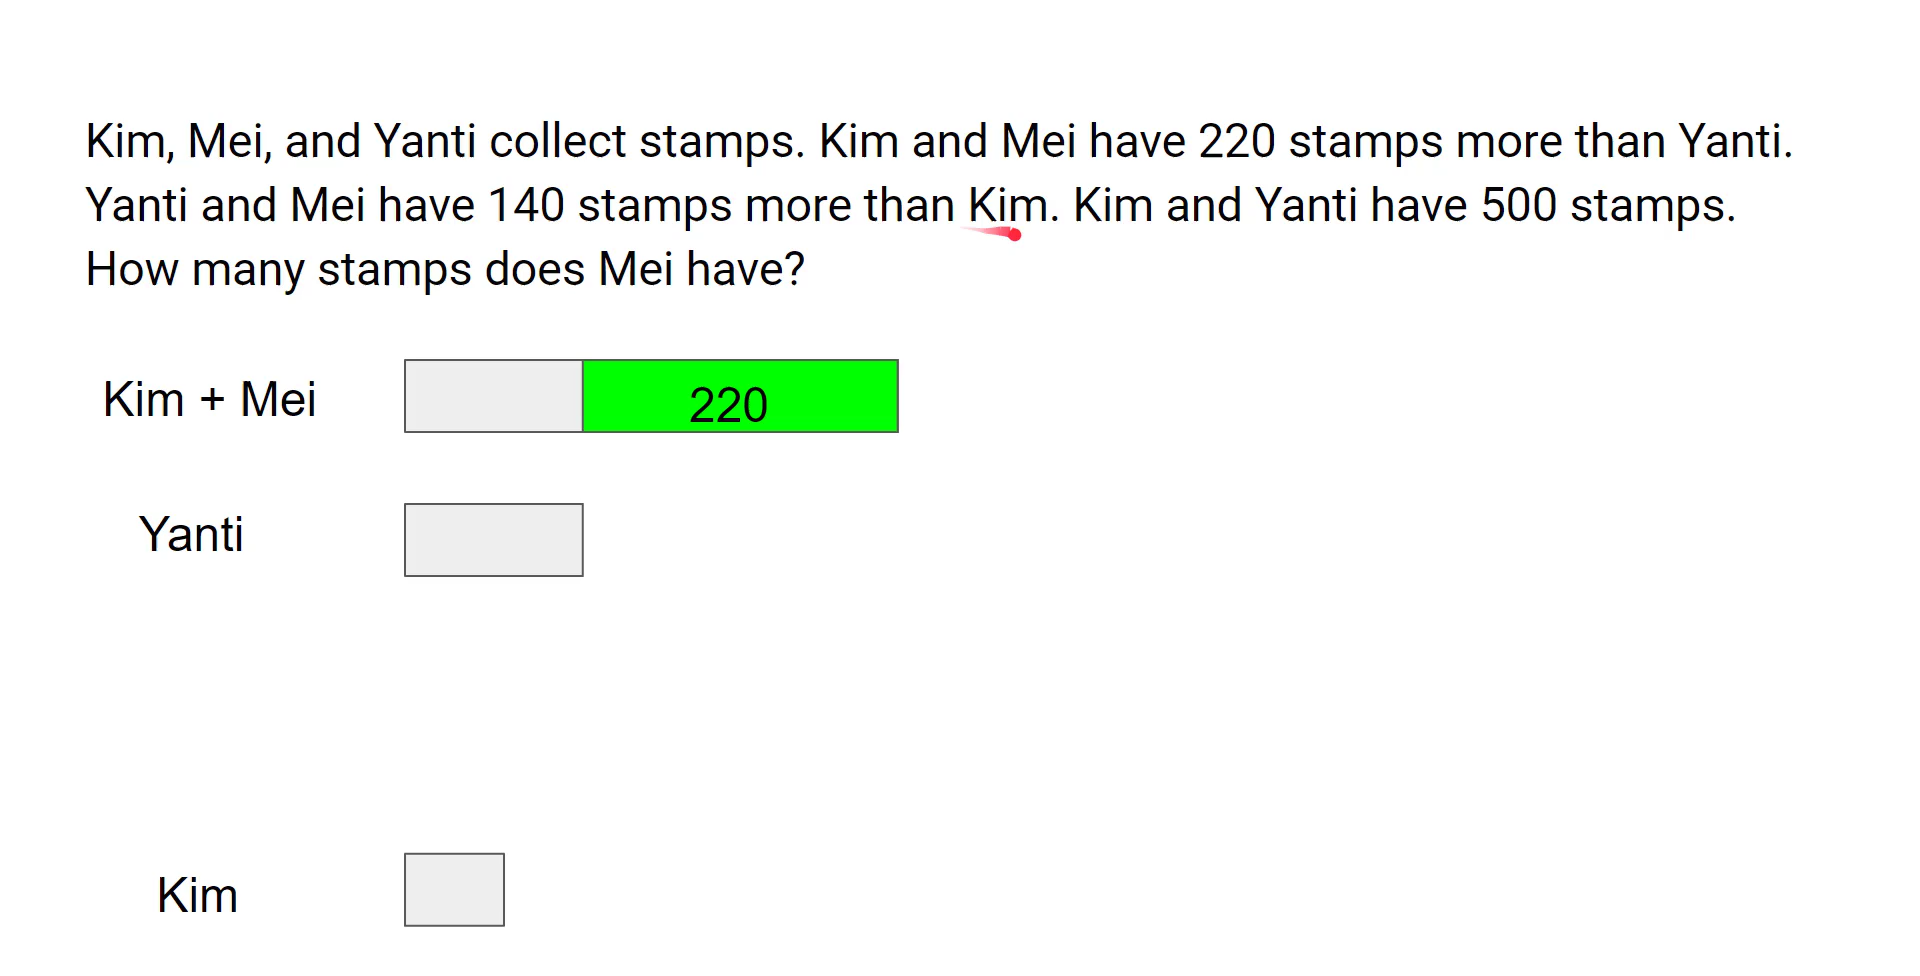 Kim, Mei, and Yanti collect stamps. Kim and Mei have 220 stamps more than Yanti.
Yanti and Mei have 140 stamps more than Kim. Kim and Yanti have 500 stamps.
How many stamps does Mei have?
Kim + Mei
220
Yanti
Kim